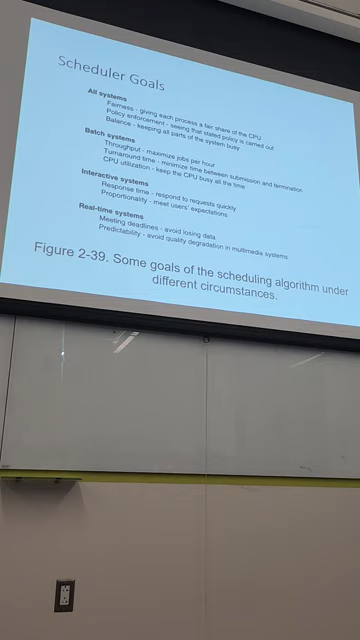 Scheduler Goals
All systems
Fairness - giving each process a fair share of the CPU
Policy enforcement - seeing that stated policy is carried out
Balance - keeping all parts of the system busy
Batch systems
Throughput - maximize jobs per hour
Turnaround time - minimize time between submission and termination
CPU utilization - keep the CPU busy all the time
Interactive systems
Response time - respond to requests quickly
Proportionality - meet users' expectations
Real-time systems
Meeting deadlines - avoid losing data
Predictability - avoid quality degradation in multimedia systems
Figure 2-39. Some goals of the scheduling algorithm under
different circumstances.